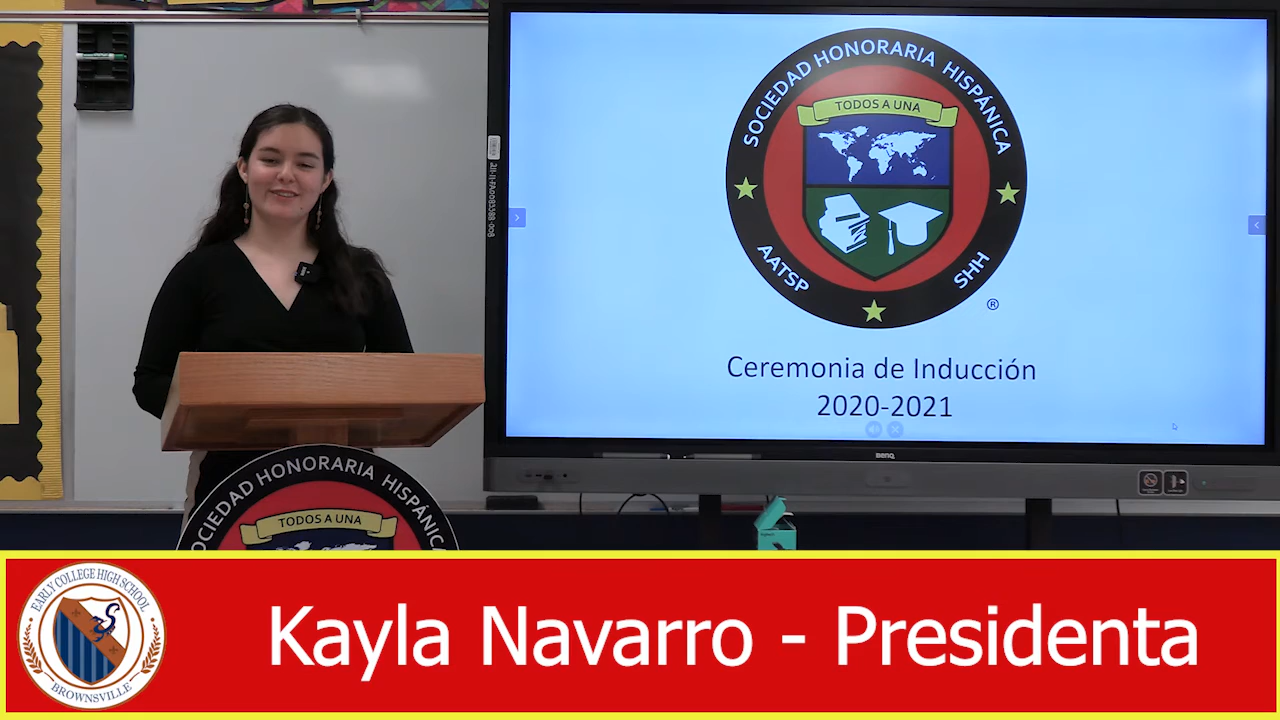 SOCIEDAD HONORARIA HISPÁNICA
TODOS A UNA
AATSP
SHH
®
Ceremonia de Inducción
2020-2021
BenQ
SOCIEDAD HONORARIA HISPÁNICA
TODOS A UNA
EARLY COLLEGE HIGH SCHOOL
BROWNSVILLE
Kayla Navarro - Presidenta